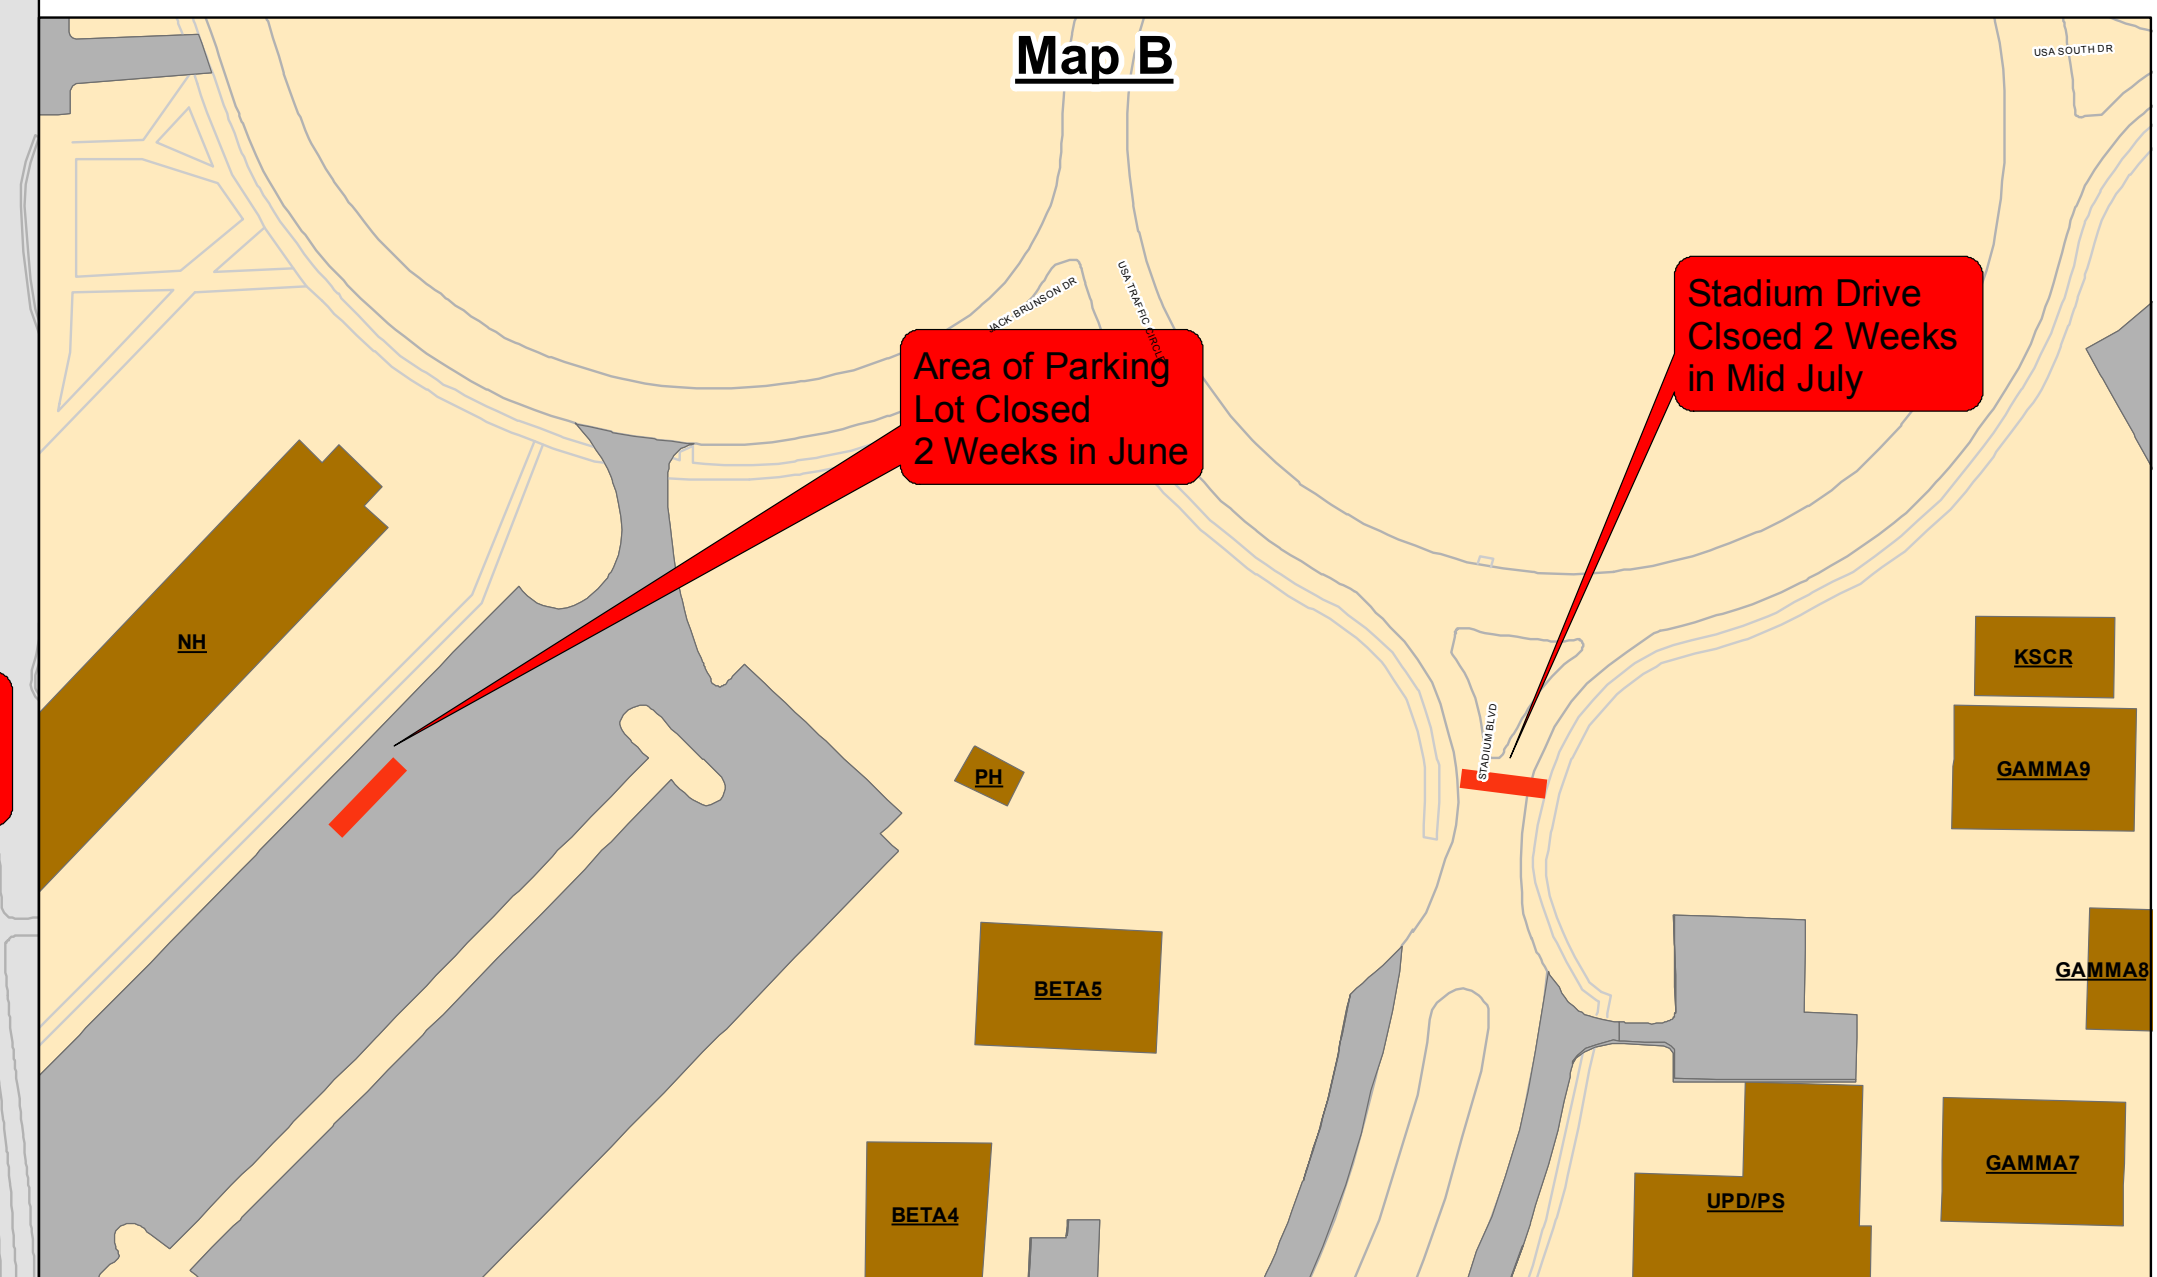 Map B
USA SOUTH DR
JACK BRUNSON DR
USA TRAFFIC CIRCLE
Stadium Drive
Clsoed 2 Weeks
in Mid July
Area of Parking
Lot Closed
2 Weeks in June
NH
KSCR
STADIUM BLVD
GAMMA9
PH
GAMMA8
BETA5
GAMMA7
UPD/PS
BETA4